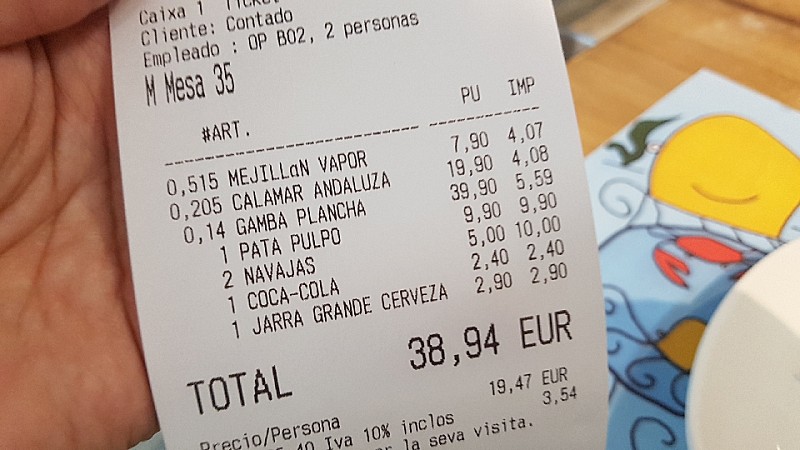 Caixa 1 Ticket
Cliente: Contado
Empleado : OP B02, 2 personas
M Mesa 35
#ART. PU IMP
0,515 MEJILLaN VAPOR 7,90 4,07
0,205 CALAMAR ANDALUZA 19,90 4,08
0,14 GAMBA PLANCHA 39,90 5,59
1 PATA PULPO 9,90 9,90
2 NAVAJAS 5,00 10,00
1 COCA-COLA 2,40 2,40
1 JARRA GRANDE CERVEZA 2,90 2,90
TOTAL 38,94 EUR
Precio/Persona 19,47 EUR
Iva 10% inclos 3,54
la seva visita.